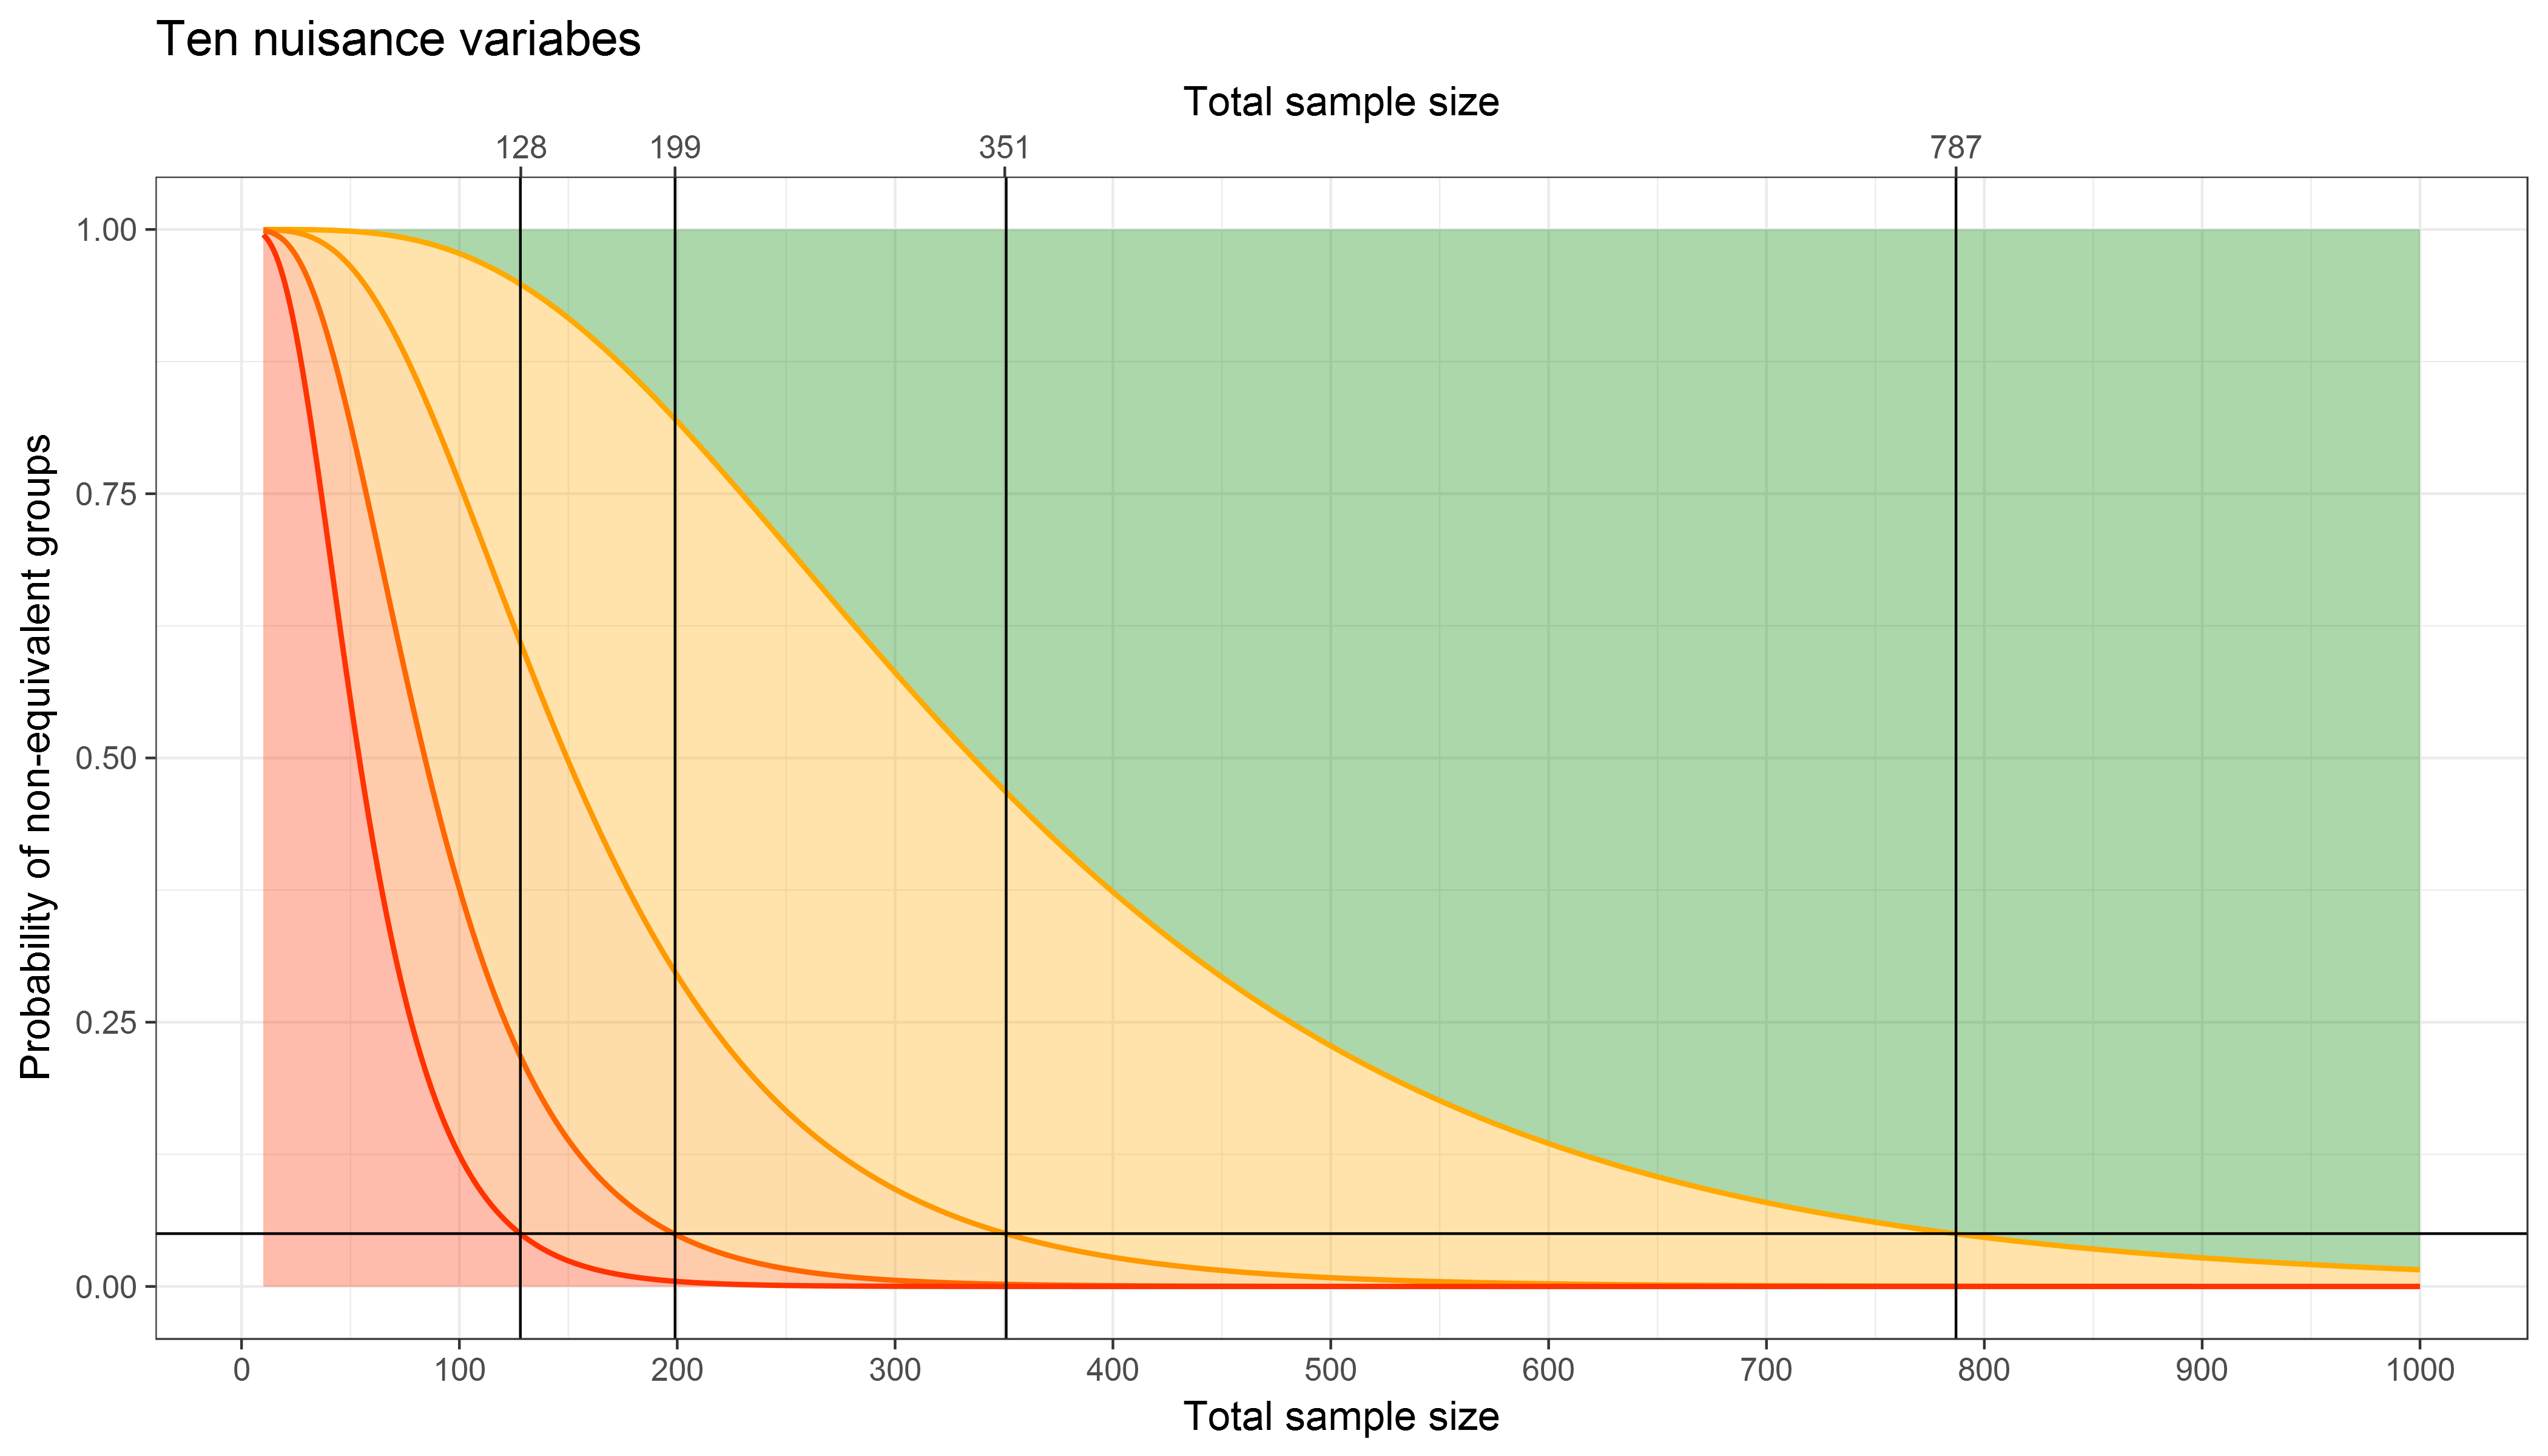 Ten nuisance variabes
Total sample size
128 199 351 787
Probability of non-equivalent groups
1.00
0.75
0.50
0.25
0.00
0 100 200 300 400 500 600 700 800 900 1000
Total sample size